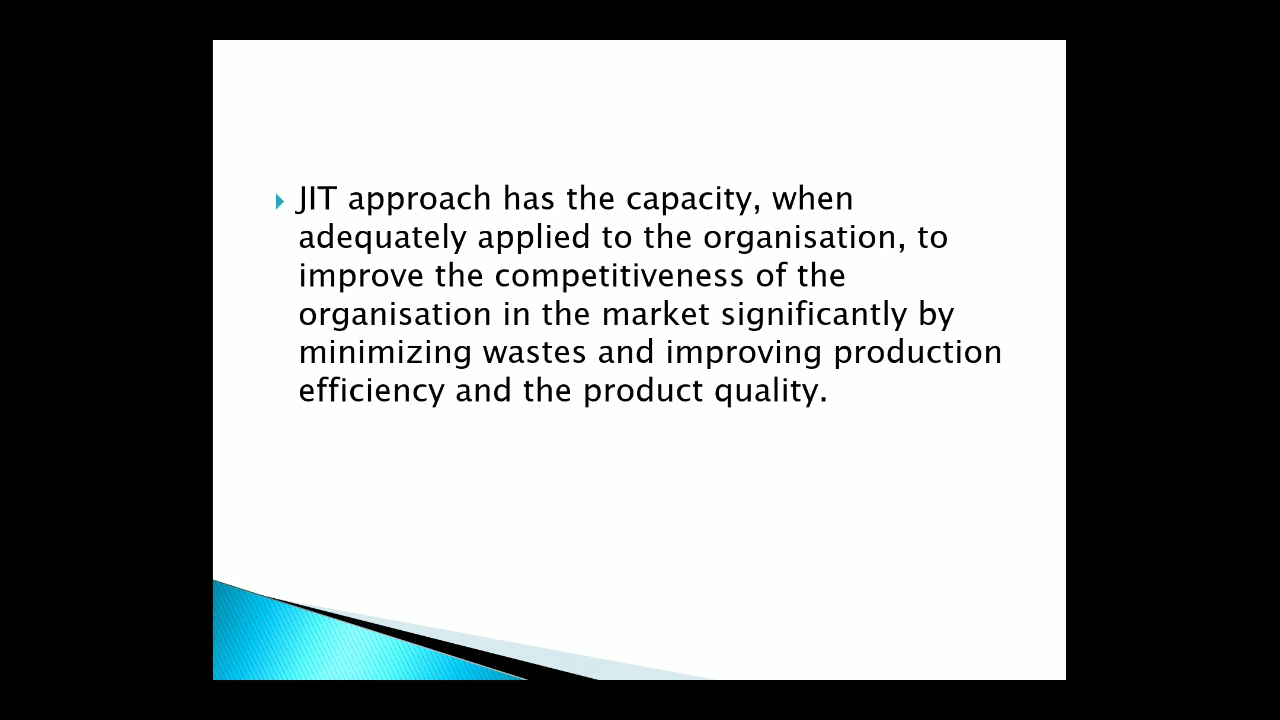 JIT approach has the capacity, when
adequately applied to the organisation, to
improve the competitiveness of the
organisation in the market significantly by
minimizing wastes and improving production
efficiency and the product quality.